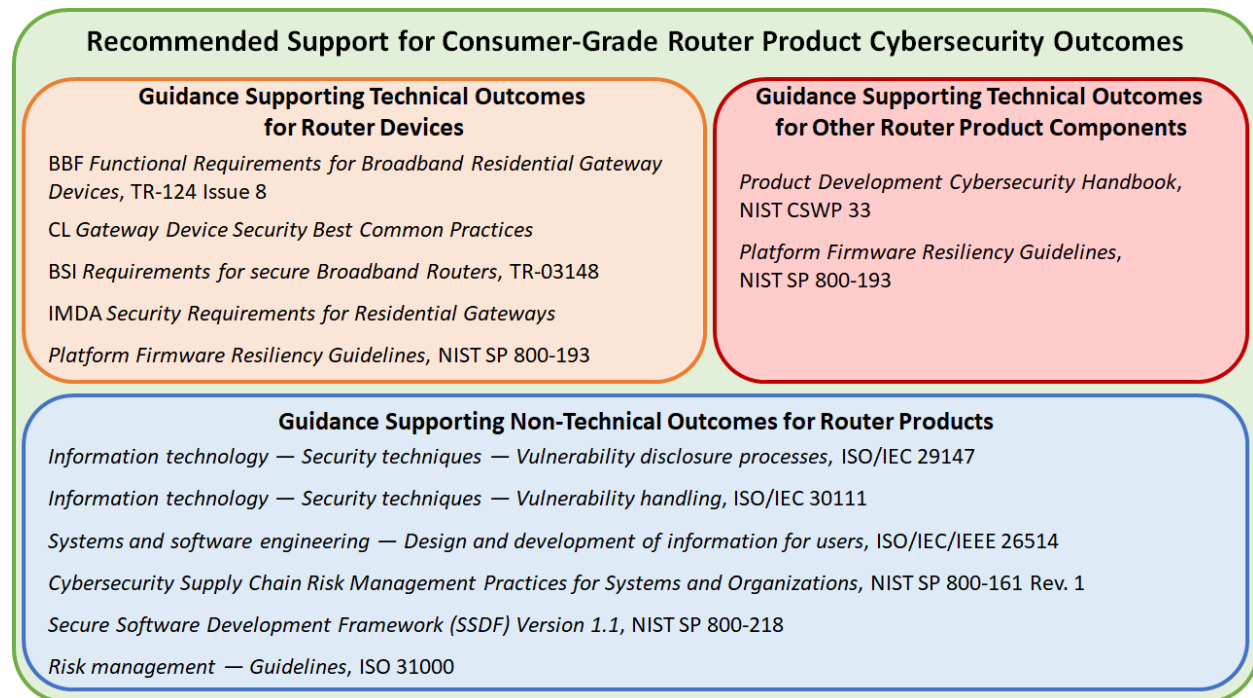 Recommended Support for Consumer-Grade Router Product Cybersecurity Outcomes
Guidance Supporting Technical Outcomes
for Router Devices
BBF Functional Requirements for Broadband Residential Gateway
Devices, TR-124 Issue 8
CL Gateway Device Security Best Common Practices
BSI Requirements for secure Broadband Routers, TR-03148
IMDA Security Requirements for Residential Gateways
Platform Firmware Resiliency Guidelines, NIST SP 800-193
Guidance Supporting Technical Outcomes
for Other Router Product Components
Product Development Cybersecurity Handbook,
NIST CSWP 33
Platform Firmware Resiliency Guidelines,
NIST SP 800-193
Guidance Supporting Non-Technical Outcomes for Router Products
Information technology — Security techniques — Vulnerability disclosure processes, ISO/IEC 29147
Information technology — Security techniques — Vulnerability handling, ISO/IEC 30111
Systems and software engineering — Design and development of information for users, ISO/IEC/IEEE 26514
Cybersecurity Supply Chain Risk Management Practices for Systems and Organizations, NIST SP 800-161 Rev. 1
Secure Software Development Framework (SSDF) Version 1.1, NIST SP 800-218
Risk management — Guidelines, ISO 31000